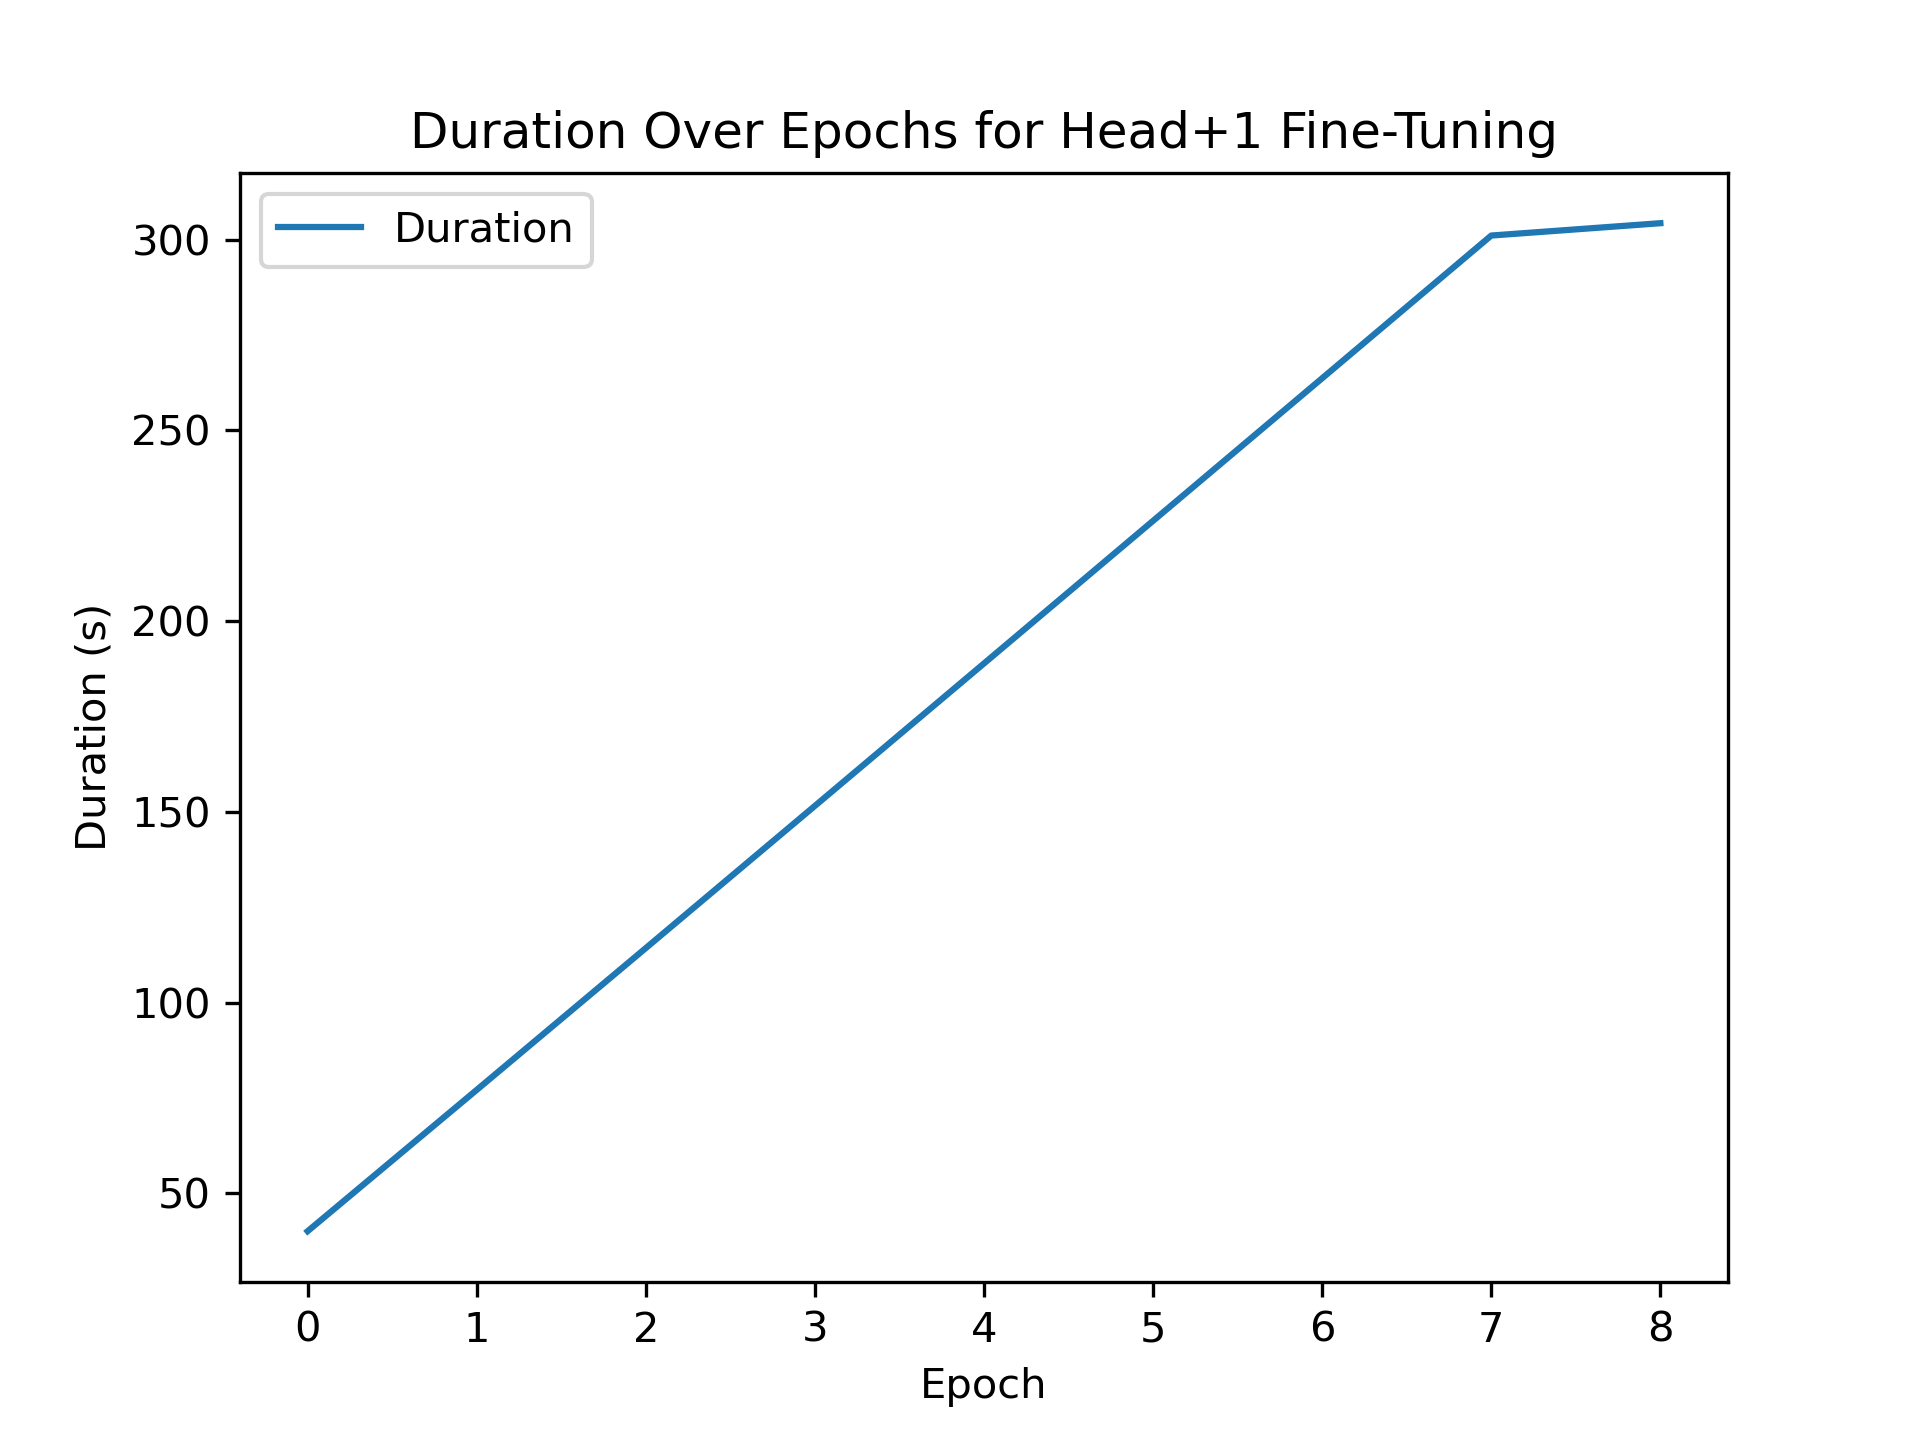 Duration Over Epochs for Head+1 Fine-Tuning
Duration
300
250
200
150
100
50
Duration (s)
0 1 2 3 4 5 6 7 8
Epoch